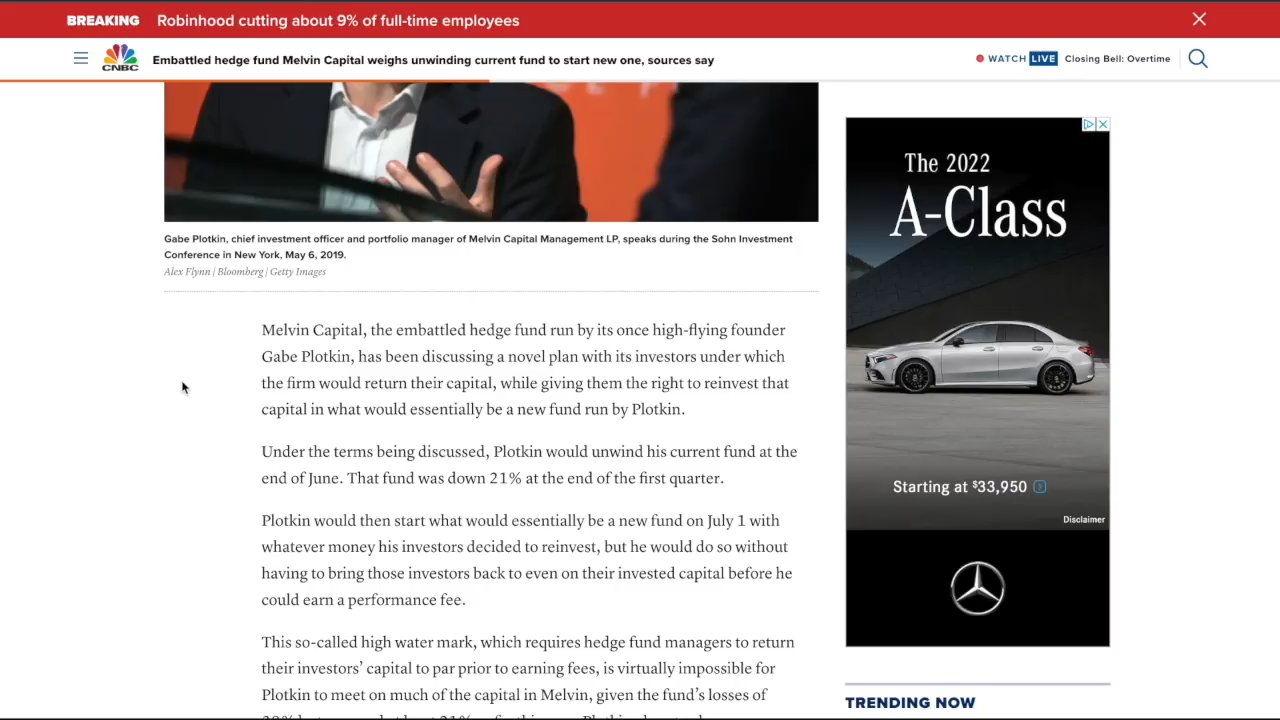 BREAKING Robinhood cutting about 9% of full-time employees
CNBC
Embattled hedge fund Melvin Capital weighs unwinding current fund to start new one, sources say
WATCH LIVE Closing Bell: Overtime
Gabe Plotkin, chief investment officer and portfolio manager of Melvin Capital Management LP, speaks during the Sohn Investment
Conference in New York, May 6, 2019.
Alex Flynn | Bloomberg | Getty Images
Melvin Capital, the embattled hedge fund run by its once high-flying founder
Gabe Plotkin, has been discussing a novel plan with its investors under which
the firm would return their capital, while giving them the right to reinvest that
capital in what would essentially be a new fund run by Plotkin.
Under the terms being discussed, Plotkin would unwind his current fund at the
end of June. That fund was down 21% at the end of the first quarter.
Plotkin would then start what would essentially be a new fund on July 1 with
whatever money his investors decided to reinvest, but he would do so without
having to bring those investors back to even on their invested capital before he
could earn a performance fee.
This so-called high water mark, which requires hedge fund managers to return
their investors’ capital to par prior to earning fees, is virtually impossible for
Plotkin to meet on much of the capital in Melvin, given the fund’s losses of
The 2022
A-Class
Starting at $33,950
Disclaimer
TRENDING NOW